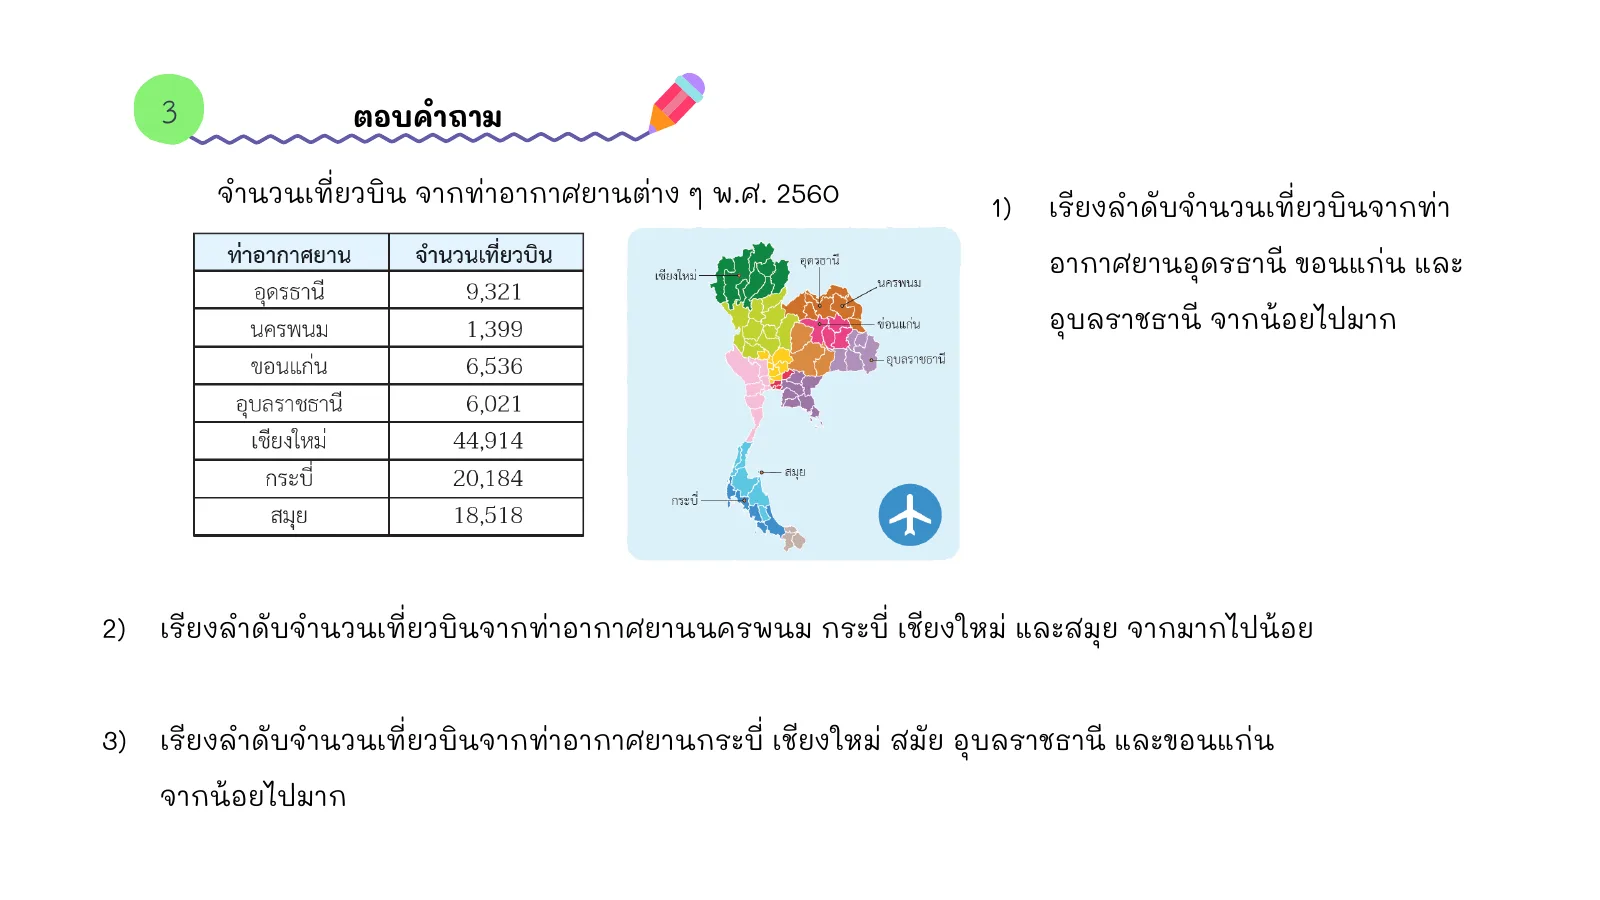 3
ตอบคำถาม
จำนวนเที่ยวบิน จากท่าอากาศยานต่าง ๆ พ.ศ. 2560
ท่าอากาศยาน จำนวนเที่ยวบิน
อุดรธานี 9,321
นครพนม 1,399
ขอนแก่น 6,536
อุบลราชธานี 6,021
เชียงใหม่ 44,914
กระบี่ 20,184
สมุย 18,518
อุดรธานี
เชียงใหม่
นครพนม
ข่อนแก่น
อุบลราชธานี
สมุย
กระบี่
1) เรียงลำดับจำนวนเที่ยวบินจากท่า
อากาศยานอุดรธานี ขอนแก่น และ
อุบลราชธานี จากน้อยไปมาก
2) เรียงลำดับจำนวนเที่ยวบินจากท่าอากาศยานนครพนม กระบี่ เชียงใหม่ และสมุย จากมากไปน้อย
3) เรียงลำดับจำนวนเที่ยวบินจากท่าอากาศยานกระบี่ เชียงใหม่ สมัย อุบลราชธานี และขอนแก่น
จากน้อยไปมาก